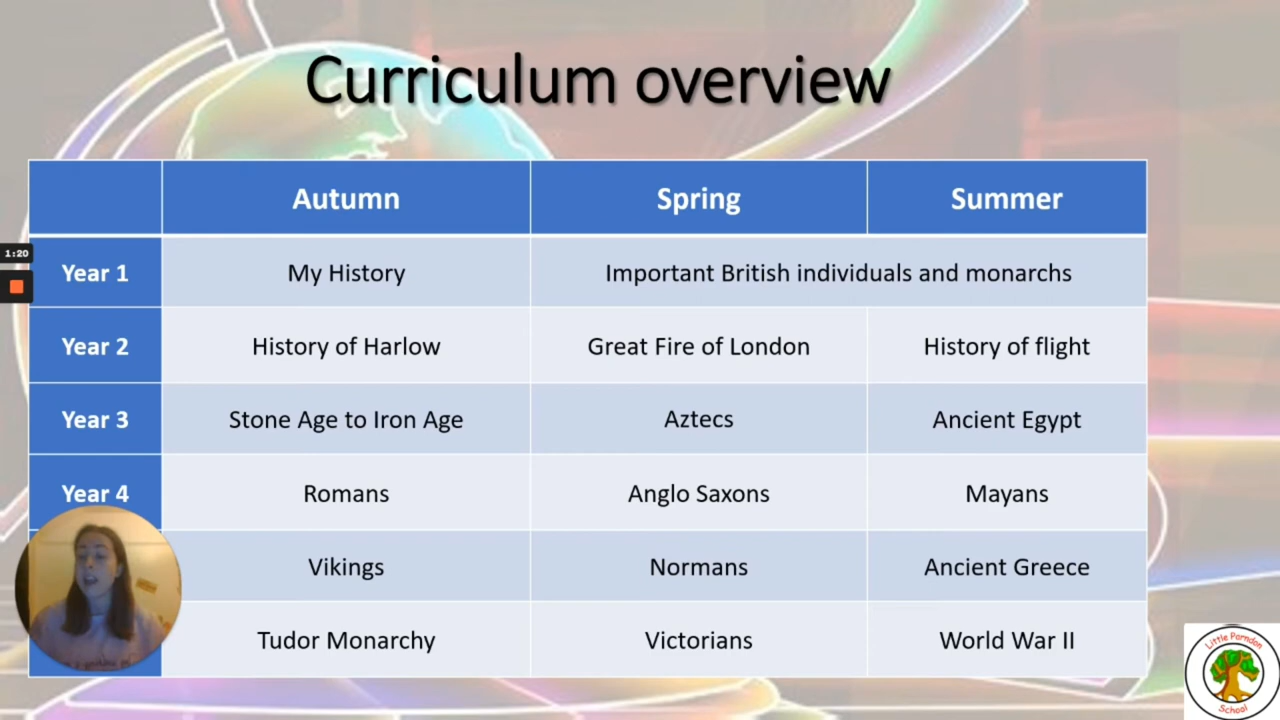 Curriculum overview
Autumn Spring Summer
1:20
Year 1 My History Important British individuals and monarchs
Year 2 History of Harlow Great Fire of London History of flight
Year 3 Stone Age to Iron Age Aztecs Ancient Egypt
Year 4 Romans Anglo Saxons Mayans
Vikings Normans Ancient Greece
Tudor Monarchy Victorians World War II
Little Parndon
School